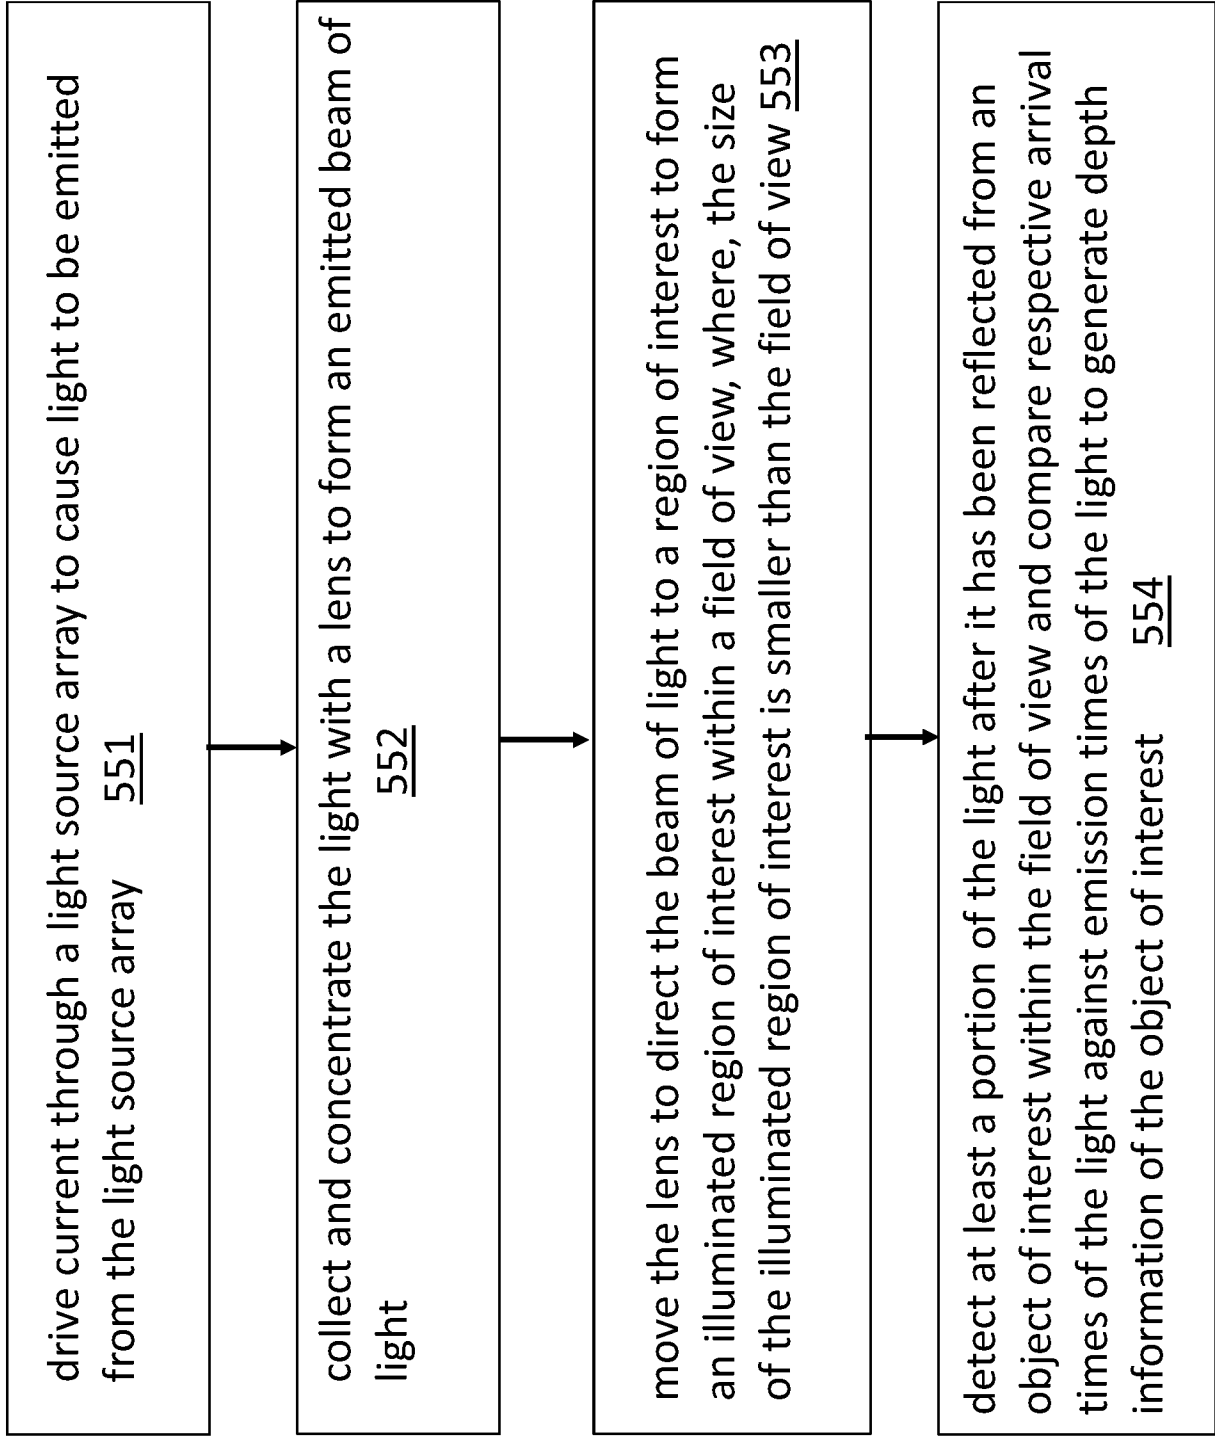 drive current through a light source array to cause light to be emitted
from the light source array 551
collect and concentrate the light with a lens to form an emitted beam of
light 552
move the lens to direct the beam of light to a region of interest to form
an illuminated region of interest within a field of view, where, the size
of the illuminated region of interest is smaller than the field of view 553
detect at least a portion of the light after it has been reflected from an
object of interest within the field of view and compare respective arrival
times of the light against emission times of the light to generate depth
information of the object of interest 554